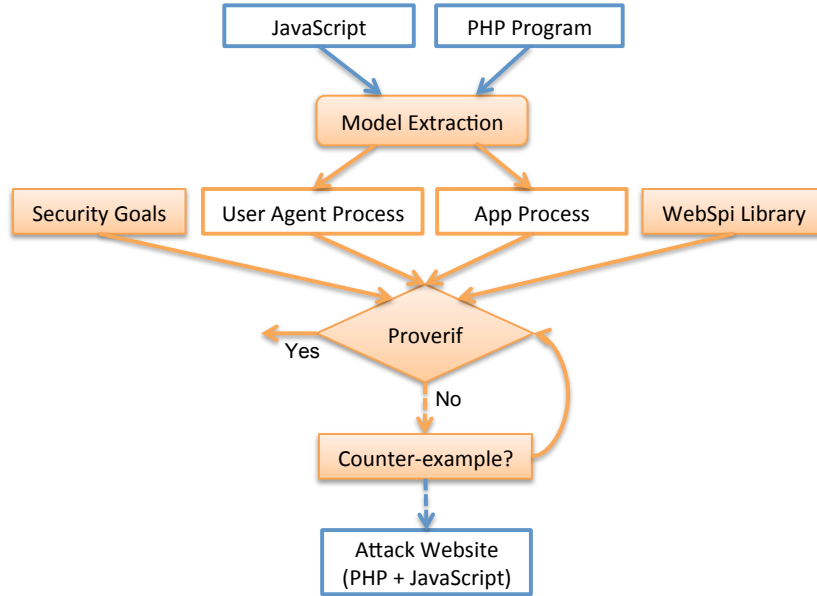 JavaScript
PHP Program
Model Extraction
Security Goals
User Agent Process
App Process
WebSpi Library
Proverif
Yes
No
Counter-example?
Attack Website
(PHP + JavaScript)